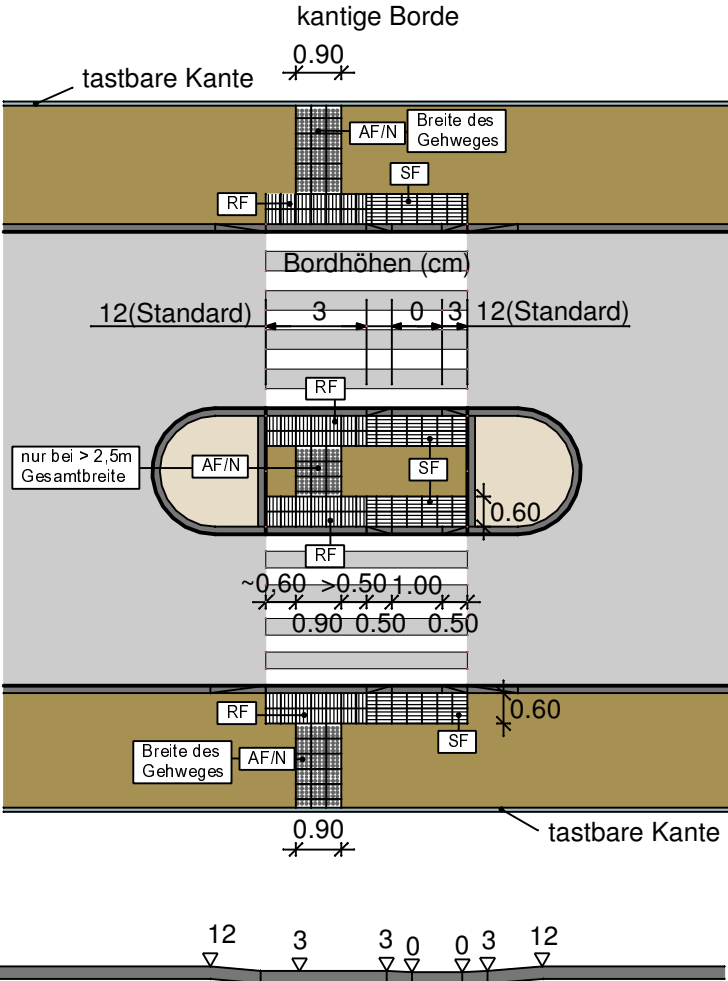 kantige Borde
0.90
tastbare Kante
AF/N
Breite des
Gehweges
SF
RF
Bordhöhen (cm)
12(Standard)
3
0
3
12(Standard)
RF
nur bei > 2,5m
Gesamtbreite
AF/N
SF
0.60
RF
~0,60
>0.50
1.00
0.90
0.50
0.50
RF
0.60
SF
Breite des
Gehweges
AF/N
0.90
tastbare Kante
12
3
3
0
0
3
12